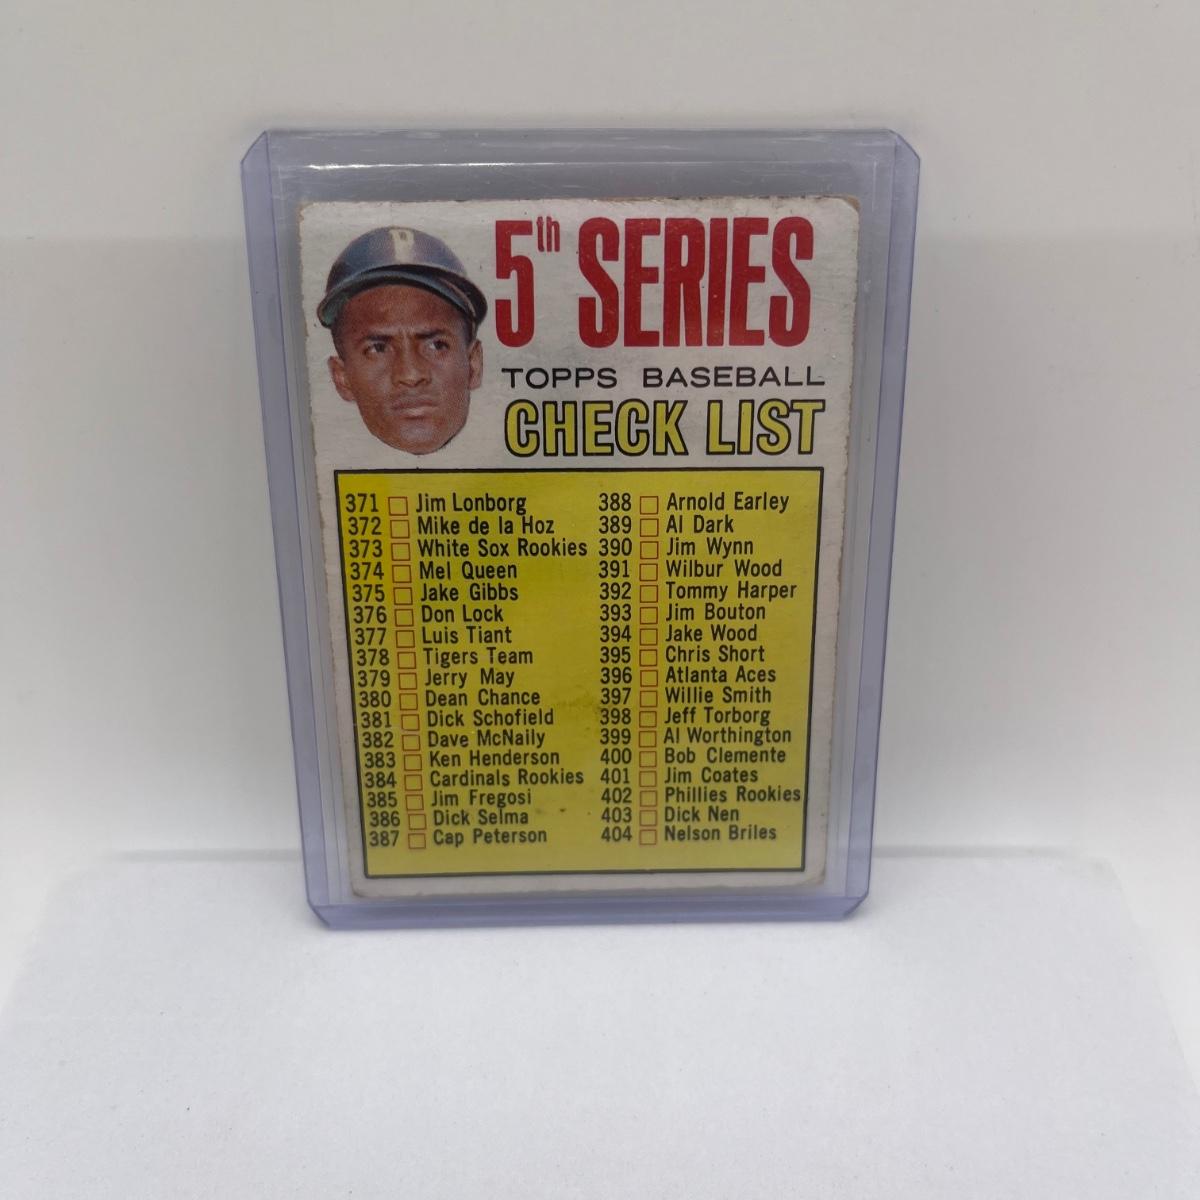 P
5th SERIES
TOPPS BASEBALL
CHECK LIST
371 Jim Lonborg
372 Mike de la Hoz
373 White Sox Rookies
374 Mel Queen
375 Jake Gibbs
376 Don Lock
377 Luis Tiant
378 Tigers Team
379 Jerry May
380 Dean Chance
381 Dick Schofield
382 Dave McNaily
383 Ken Henderson
384 Cardinals Rookies
385 Jim Fregosi
386 Dick Selma
387 Cap Peterson
388 Arnold Earley
389 Al Dark
390 Jim Wynn
391 Wilbur Wood
392 Tommy Harper
393 Jim Bouton
394 Jake Wood
395 Chris Short
396 Atlanta Aces
397 Willie Smith
398 Jeff Torborg
399 Al Worthington
400 Bob Clemente
401 Jim Coates
402 Phillies Rookies
403 Dick Nen
404 Nelson Briles